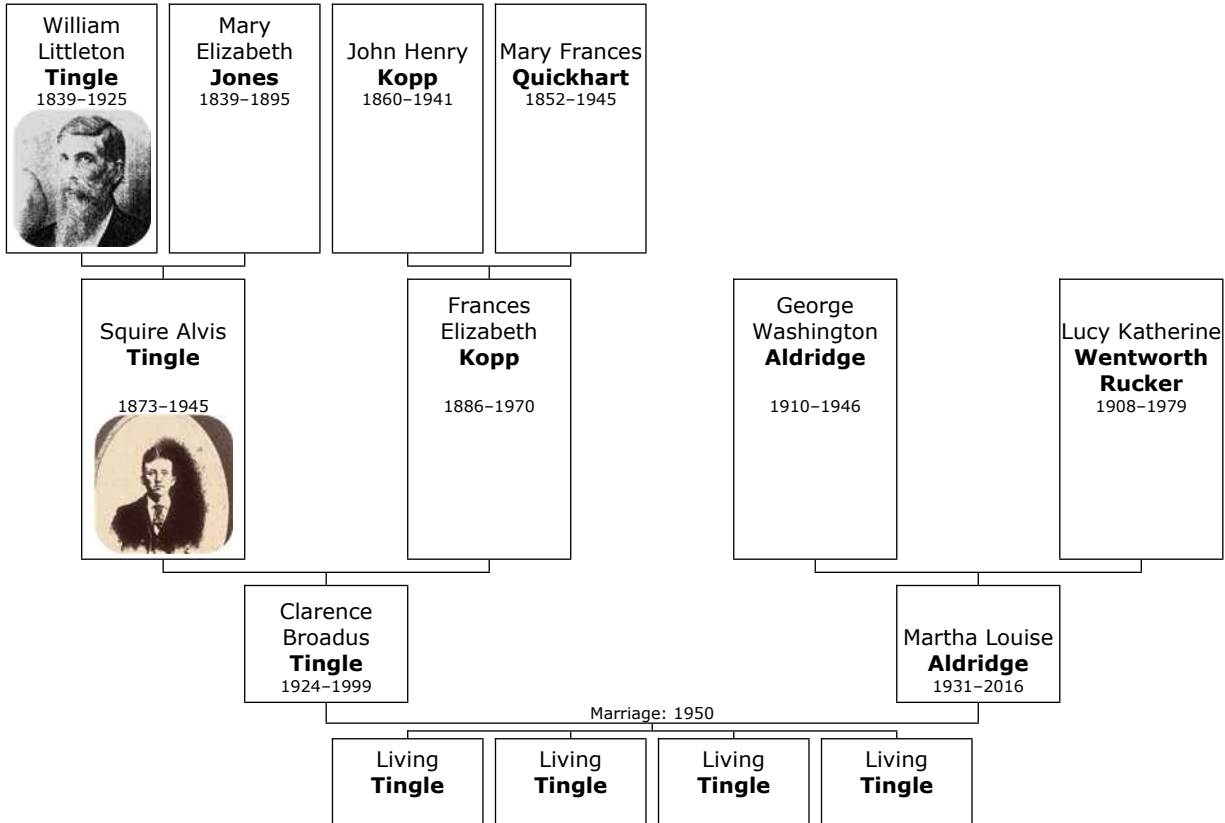 William
Littleton
Tingle
1839–1925
Mary
Elizabeth
Jones
1839–1895
John Henry
Kopp
1860–1941
Mary Frances
Quickhart
1852–1945
Squire Alvis
Tingle
1873–1945
Frances
Elizabeth
Kopp
1886–1970
George
Washington
Aldridge
1910–1946
Lucy Katherine
Wentworth
Rucker
1908–1979
Clarence
Broadus
Tingle
1924–1999
Martha Louise
Aldridge
1931–2016
Marriage: 1950
Living
Tingle
Living
Tingle
Living
Tingle
Living
Tingle